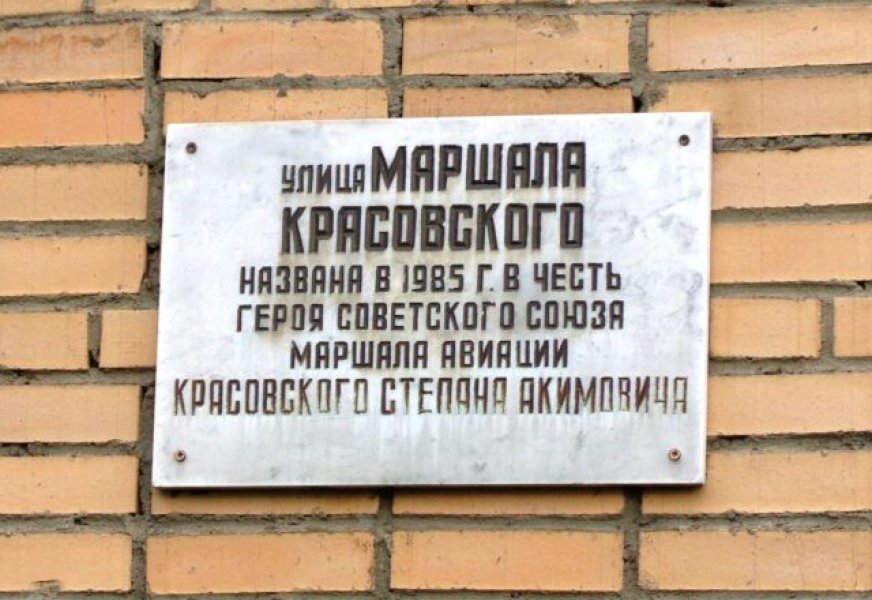 УЛИЦА МАРШАЛА
КРАСОВСКОГО
НАЗВАНА В 1985 Г. В ЧЕСТЬ
ГЕРОЯ СОВЕТСКОГО СОЮЗА
МАРШАЛА АВИАЦИИ
КРАСОВСКОГО СТЕПАНА АКИМОВИЧА